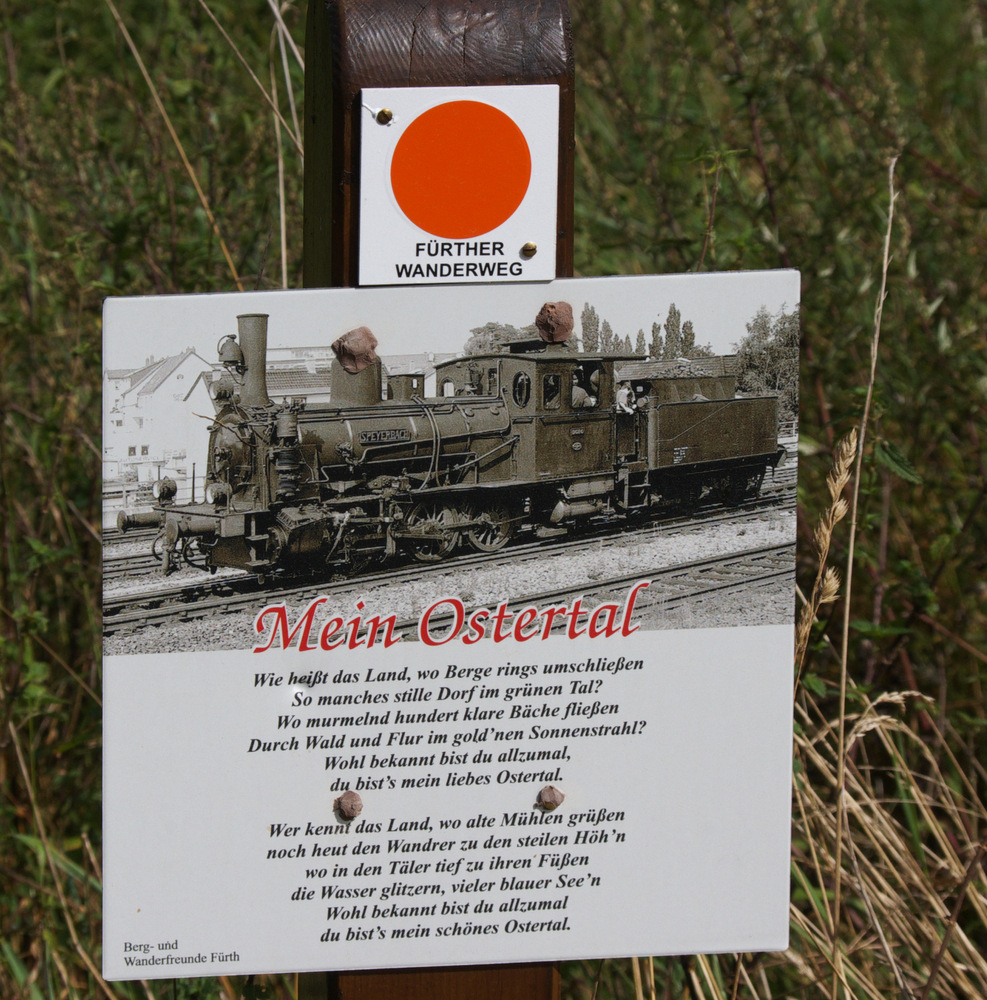 FÜRTHER
WANDERWEG
SPEYERBACH
Mein Ostertal
Wie heißt das Land, wo Berge rings umschließen
So manches stille Dorf im grünen Tal?
Wo murmelnd hundert klare Bäche fließen
Durch Wald und Flur im gold'nen Sonnenstrahl?
Wohl bekannt bist du allzumal,
du bist's mein liebes Ostertal.
Wer kennt das Land, wo alte Mühlen grüßen
noch heut den Wandrer zu den steilen Höh'n
wo in den Täler tief zu ihren Füßen
die Wasser glitzern, vieler blauer See'n
Wohl bekannt bist du allzumal
du bist's mein schönes Ostertal.
Berg- und
Wanderfreunde Fürth